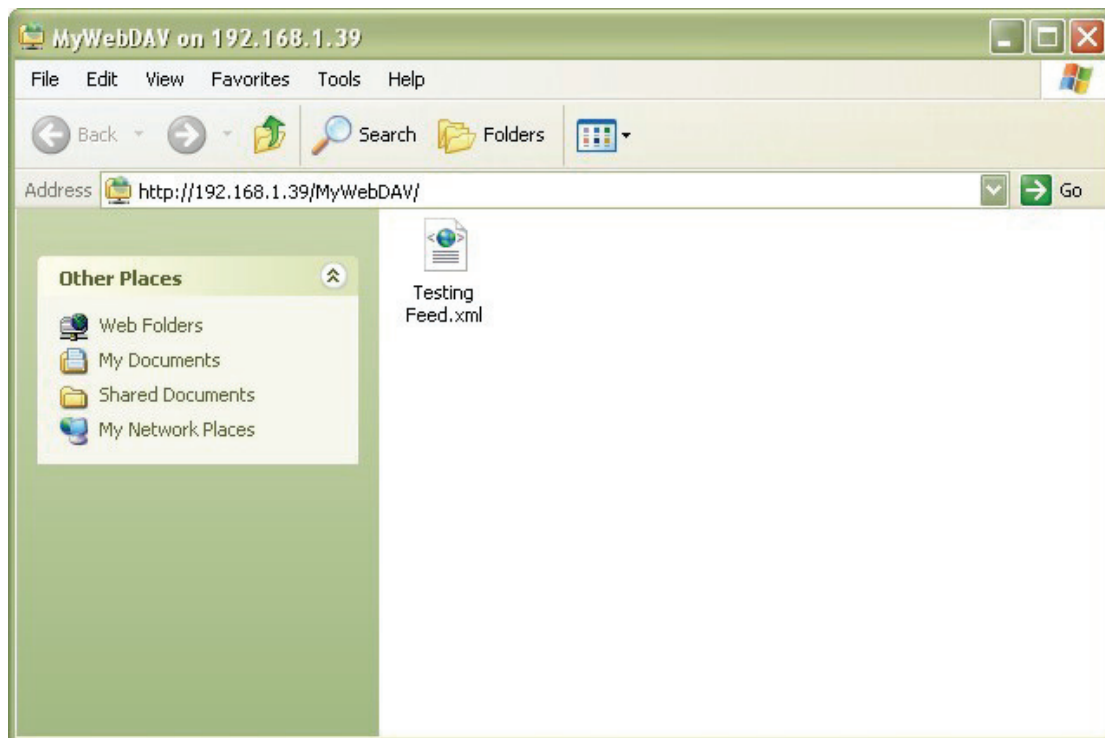 MyWebDAV on 192.168.1.39
File Edit View Favorites Tools Help
Back Search Folders
Address http://192.168.1.39/MyWebDAV/ Go
Other Places
Web Folders
My Documents
Shared Documents
My Network Places
Testing
Feed.xml